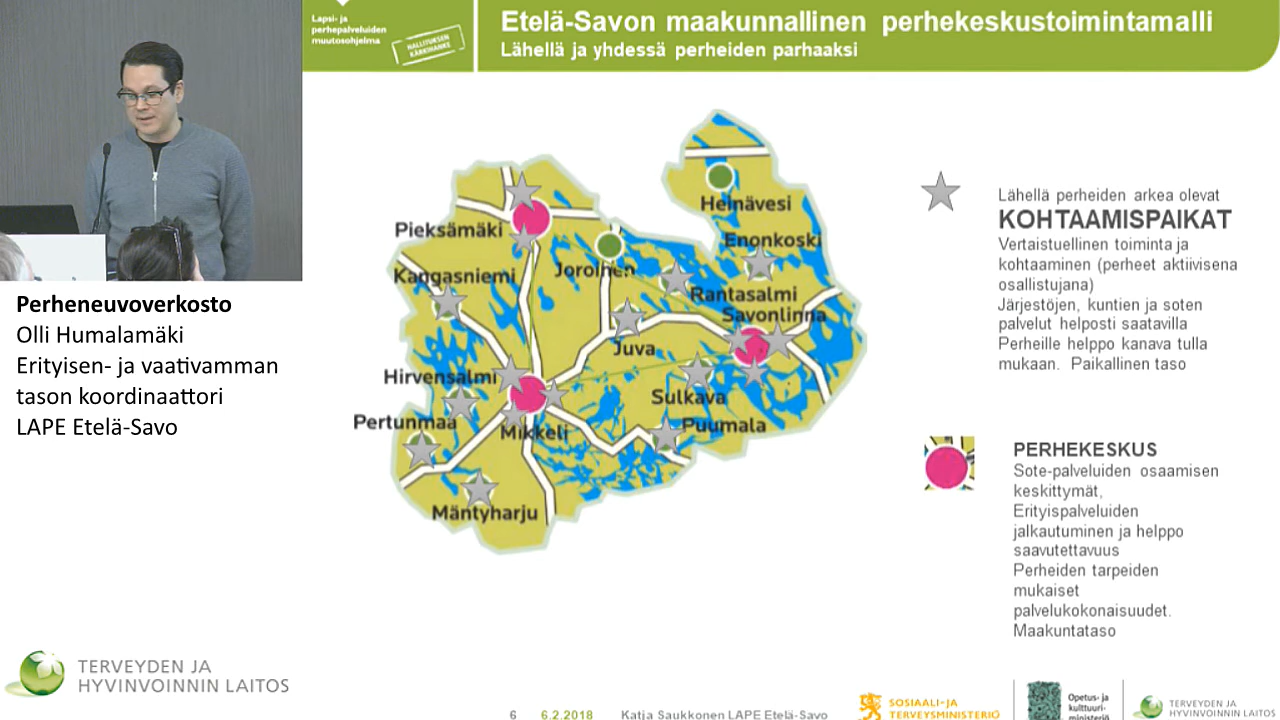 Lapsi- ja
perhepalveluiden
muutosohjelma
HALLITUKSEN
KÄRKIHANKE
Etelä-Savon maakunnallinen perhekeskustoimintamalli
Lähellä ja yhdessä perheiden parhaaksi
Perheneuvoverkosto
Olli Humalamäki
Erityisen- ja vaativamman
tason koordinaattori
LAPE Etelä-Savo
Heinävesi
Pieksämäki
Enonkoski
Joroinen
Kangasniemi
Rantasalmi
Savonlinna
Juva
Hirvensalmi
Sulkava
Pertunmaa
Mikkeli
Puumala
Mäntyharju
Lähellä perheiden arkea olevat
KOHTAAMISPAIKAT
Vertaistuellinen toiminta ja
kohtaaminen (perheet aktiivisena
osallistujana)
Järjestöjen, kuntien ja soten
palvelut helposti saatavilla
Perheille helppo kanava tulla
mukaan. Paikallinen taso
PERHEKESKUS
Sote-palveluiden osaamisen
keskittymät,
Erityispalveluiden
jalkautuminen ja helppo
saavutettavuus
Perheiden tarpeiden
mukaiset
palvelukokonaisuudet.
Maakuntataso
TERVEYDEN JA
HYVINVOINNIN LAITOS
6 6.2.2018 Katja Saukkonen LAPE Etelä-Savo
SOSIAALI- JA
TERVEYSMINISTERIÖ
Opetus- ja
kulttuuri-
ministeriö
TERVEYDEN JA
HYVINVOINNIN LAITOS